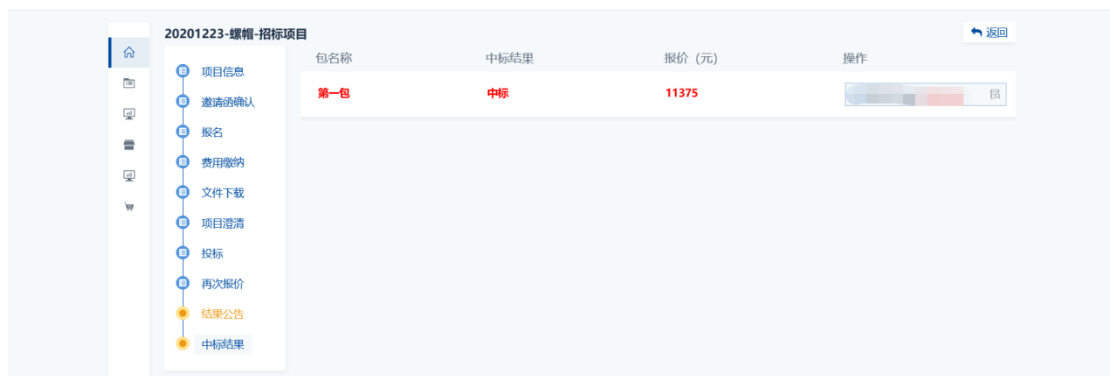 20201223-螺帽-招标项目
返回
项目信息
邀请函确认
报名
费用缴纳
文件下载
项目澄清
投标
再次报价
结果公告
中标结果
包名称 中标结果 报价（元） 操作
第一包 中标 11375